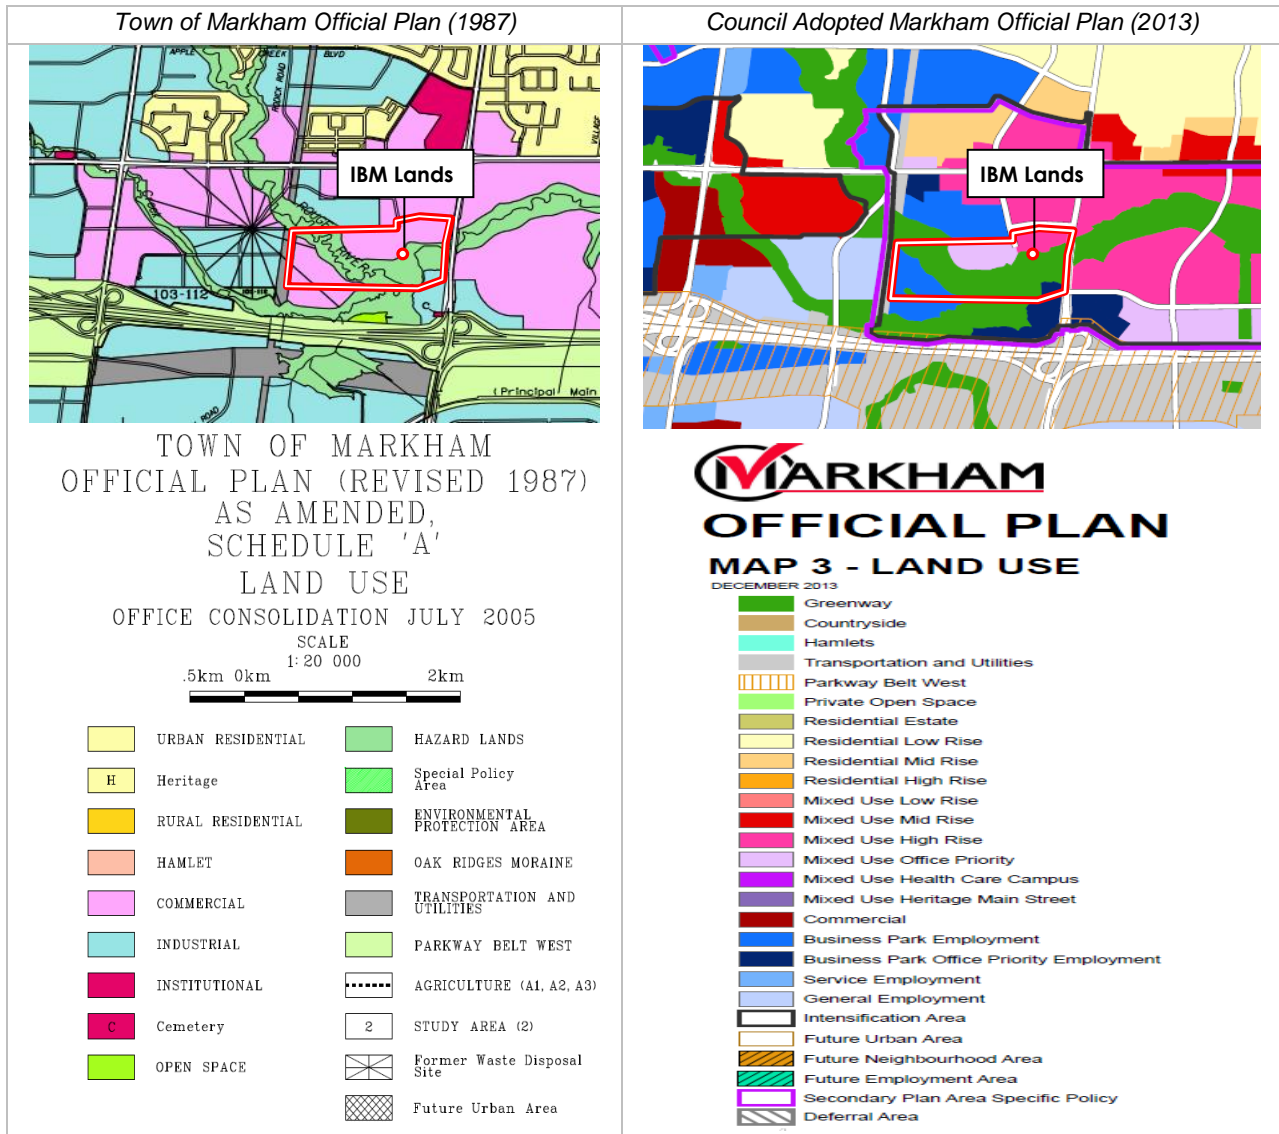 Town of Markham Official Plan (1987)
Council Adopted Markham Official Plan (2013)
APPLE
CREEK
BLVD
RODICK ROAD
VILLAGE
IBM Lands
ROUGE RIVER
103-112
103-112
C
(Principal Main
ROAD
IBM Lands
TOWN OF MARKHAM
OFFICIAL PLAN (REVISED 1987)
AS AMENDED,
SCHEDULE 'A'
LAND USE
OFFICE CONSOLIDATION JULY 2005
SCALE
1:20 000
.5km 0km 2km
URBAN RESIDENTIAL
H Heritage
RURAL RESIDENTIAL
HAMLET
COMMERCIAL
INDUSTRIAL
INSTITUTIONAL
C Cemetery
OPEN SPACE
HAZARD LANDS
Special Policy
Area
ENVIRONMENTAL
PROTECTION AREA
OAK RIDGES MORAINE
TRANSPORTATION AND
UTILITIES
PARKWAY BELT WEST
AGRICULTURE (A1, A2, A3)
2 STUDY AREA (2)
Former Waste Disposal
Site
Future Urban Area
MARKHAM
OFFICIAL PLAN
MAP 3 - LAND USE
DECEMBER 2013
Greenway
Countryside
Hamlets
Transportation and Utilities
Parkway Belt West
Private Open Space
Residential Estate
Residential Low Rise
Residential Mid Rise
Residential High Rise
Mixed Use Low Rise
Mixed Use Mid Rise
Mixed Use High Rise
Mixed Use Office Priority
Mixed Use Health Care Campus
Mixed Use Heritage Main Street
Commercial
Business Park Employment
Business Park Office Priority Employment
Service Employment
General Employment
Intensification Area
Future Urban Area
Future Neighbourhood Area
Future Employment Area
Secondary Plan Area Specific Policy
Deferral Area